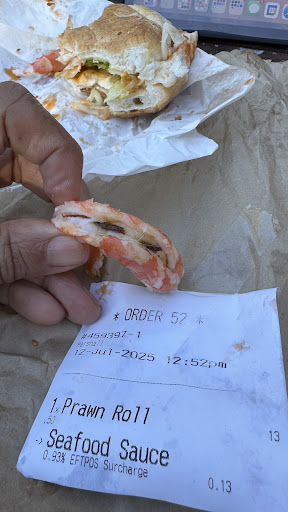 * ORDER 52 *
#459397-1
12-Jul-2025 12:52pm
1 Prawn Roll
13
.50
-> Seafood Sauce
0.93% EFTPOS Surcharge
0.13